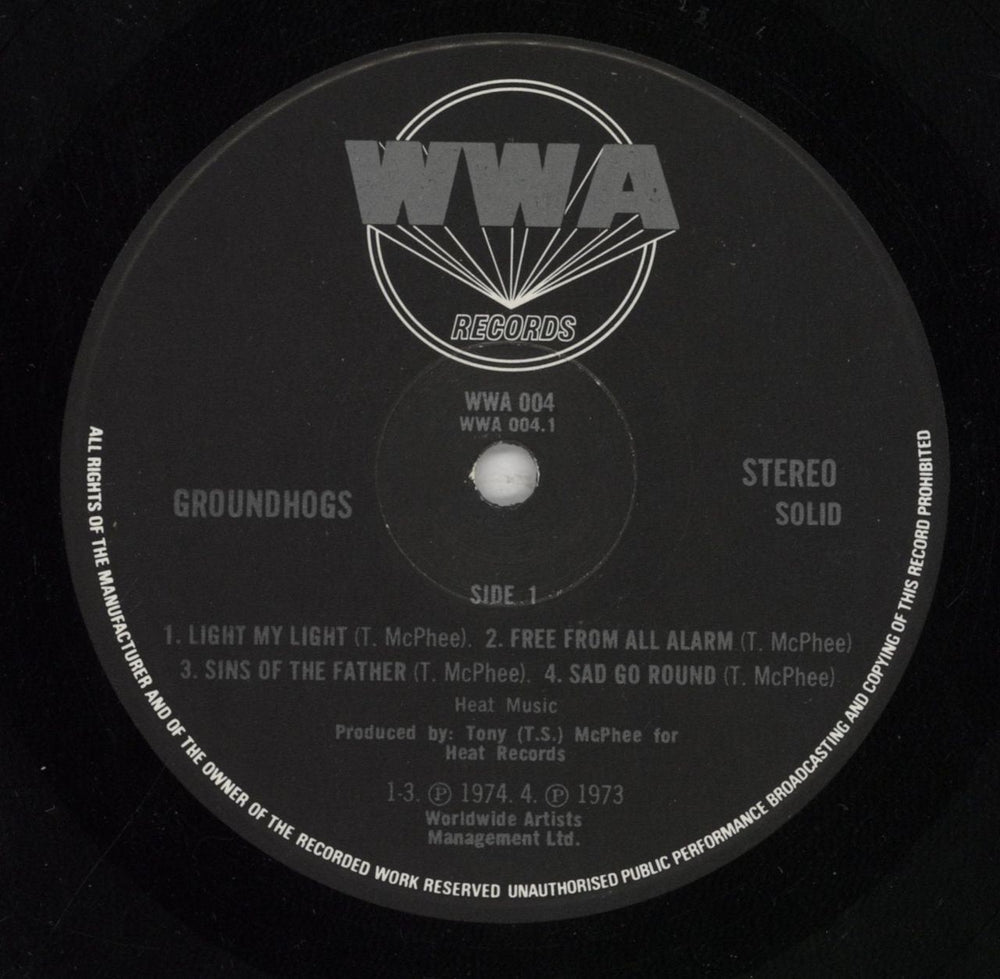 WWA
RECORDS
WWA 004
WWA 004.1
GROUNDHOGS
STEREO
SOLID
SIDE 1
1. LIGHT MY LIGHT (T. McPhee). 2. FREE FROM ALL ALARM (T. McPhee)
3. SINS OF THE FATHER (T. McPhee). 4. SAD GO ROUND (T. McPhee)
Heat Music
Produced by: Tony (T.S.) McPhee for
Heat Records
1-3. ℗ 1974. 4. ℗ 1973
Worldwide Artists
Management Ltd.
ALL RIGHTS OF THE MANUFACTURER AND OF THE OWNER OF THE RECORDED WORK RESERVED UNAUTHORISED PUBLIC PERFORMANCE BROADCASTING AND COPYING OF THIS RECORD PROHIBITED